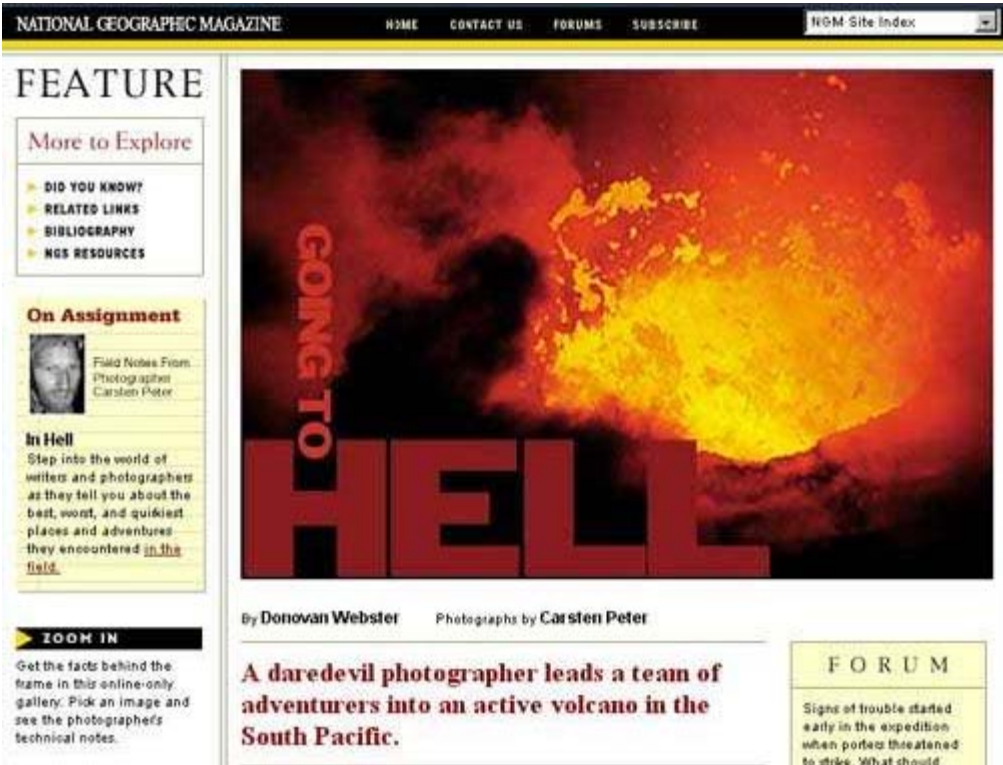 NATIONAL GEOGRAPHIC MAGAZINE
HOME CONTACT US FORUMS SUBSCRIBE
NGM Site Index
FEATURE
More to Explore
DID YOU KNOW?
RELATED LINKS
BIBLIOGRAPHY
NGS RESOURCES
On Assignment
Field Notes From
Photographer
Carsten Peter
In Hell
Step into the world of
writers and photographers
as they tell you about the
best, worst, and quirkiest
places and adventures
they encountered in the
field.
ZOOM IN
Get the facts behind the
frame in this online-only
gallery. Pick an image and
see the photographer's
technical notes.
GOING TO
HELL
By Donovan Webster Photographs by Carsten Peter
A daredevil photographer leads a team of
adventurers into an active volcano in the
South Pacific.
FORUM
Signs of trouble started
early in the expedition
when porters threatened
to strike. What should